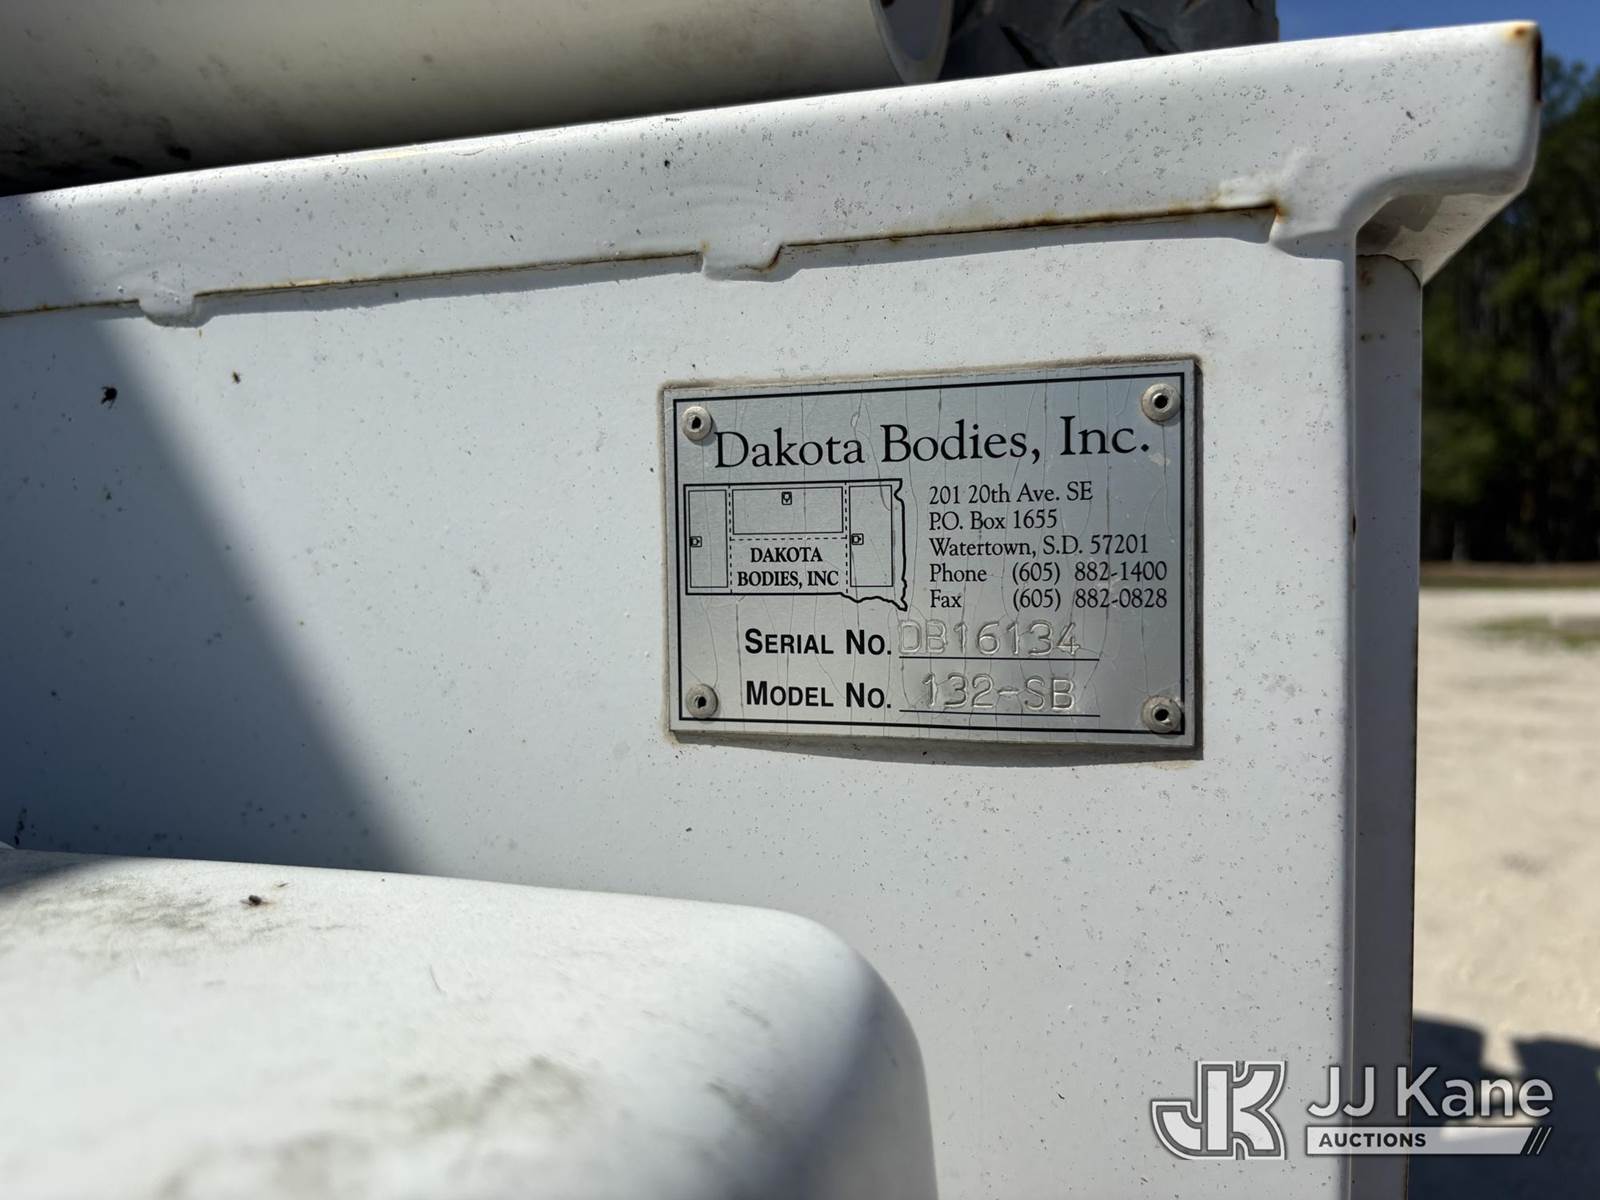 Dakota Bodies, Inc.
DAKOTA
BODIES, INC
201 20th Ave. SE
P.O. Box 1655
Watertown, S.D. 57201
Phone (605) 882-1400
Fax (605) 882-0828
SERIAL NO. DB16134
MODEL NO. 132-SB
JK JJ Kane
AUCTIONS